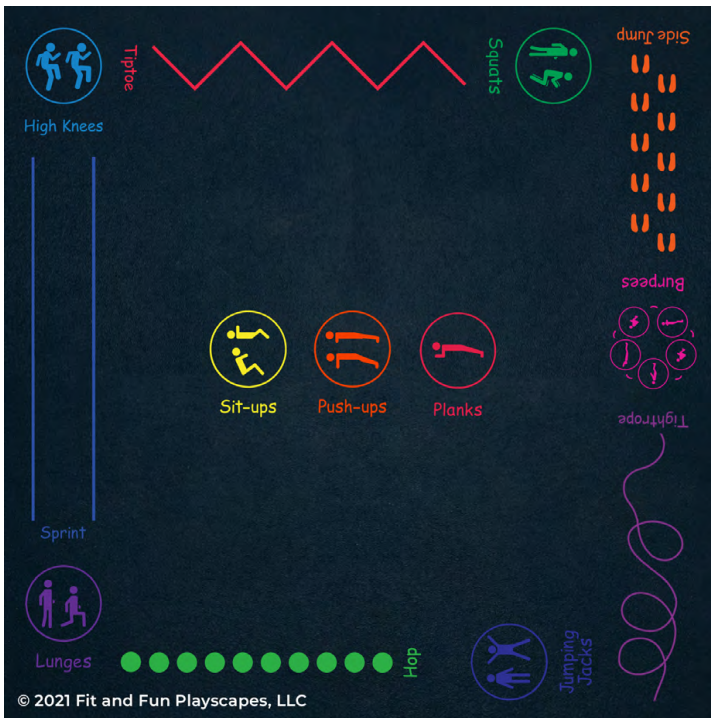 Side Jump
Tiptoe
Squats
High Knees
Burpees
Sit-ups
Push-ups
Planks
Tightrope
Sprint
Lunges
Hop
Jumping
Jacks
© 2021 Fit and Fun Playscapes, LLC